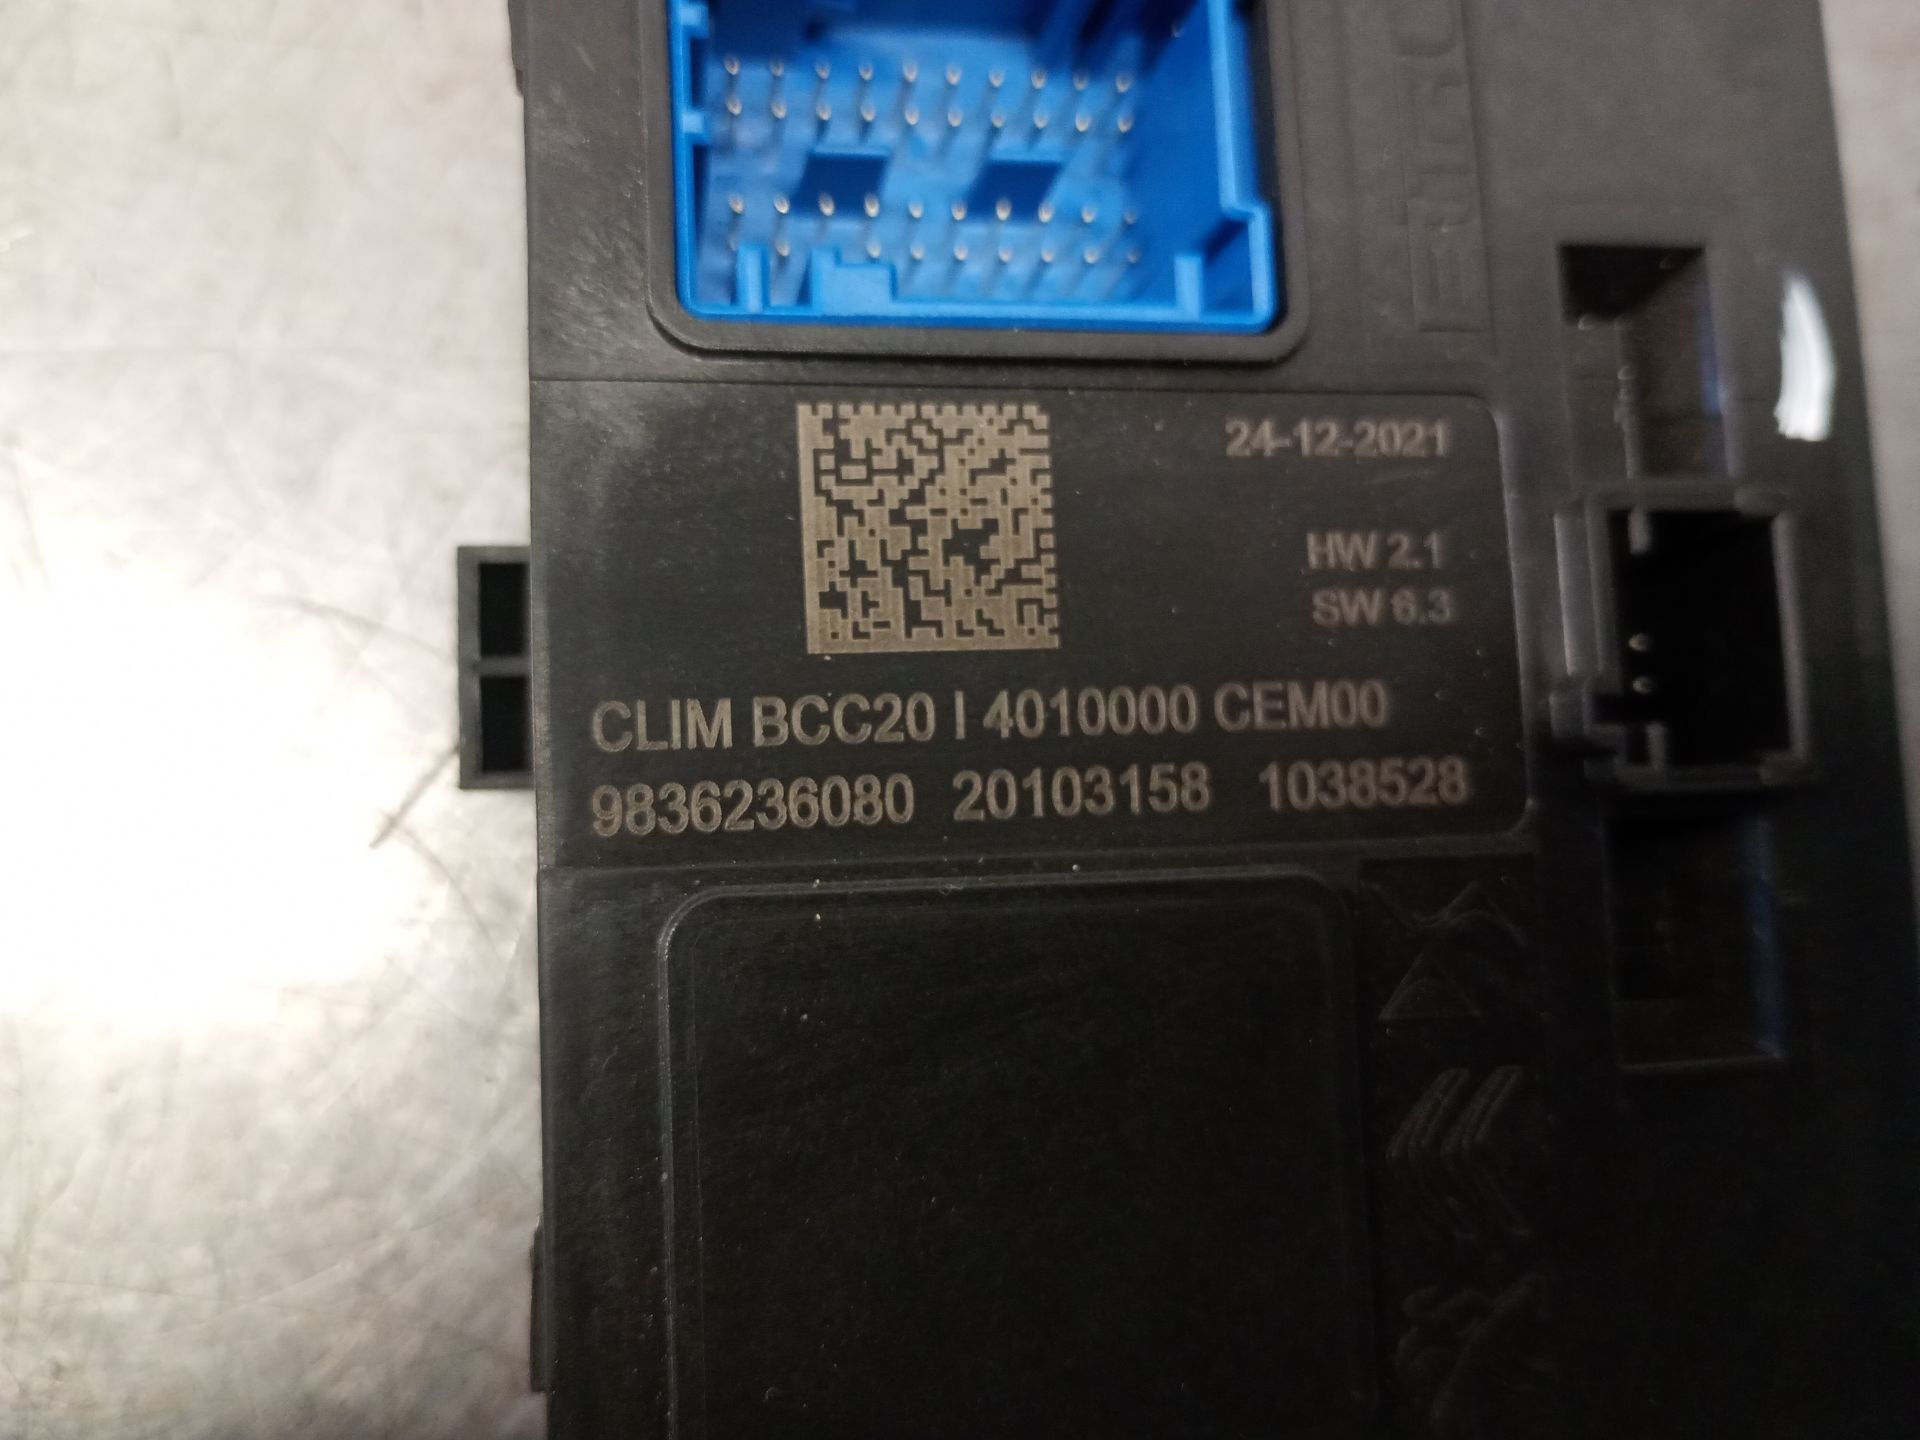 24-12-2021
HW 2.1
SW 6.3
CLIM BCC20 I 4010000 CEM00
9836236080 20103158 1038528